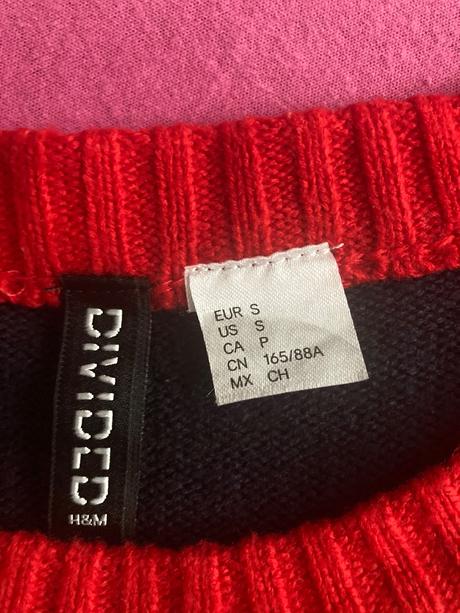 DIVIDED
H&M
EUR S
US S
CA P
CN 165/88A
MX CH